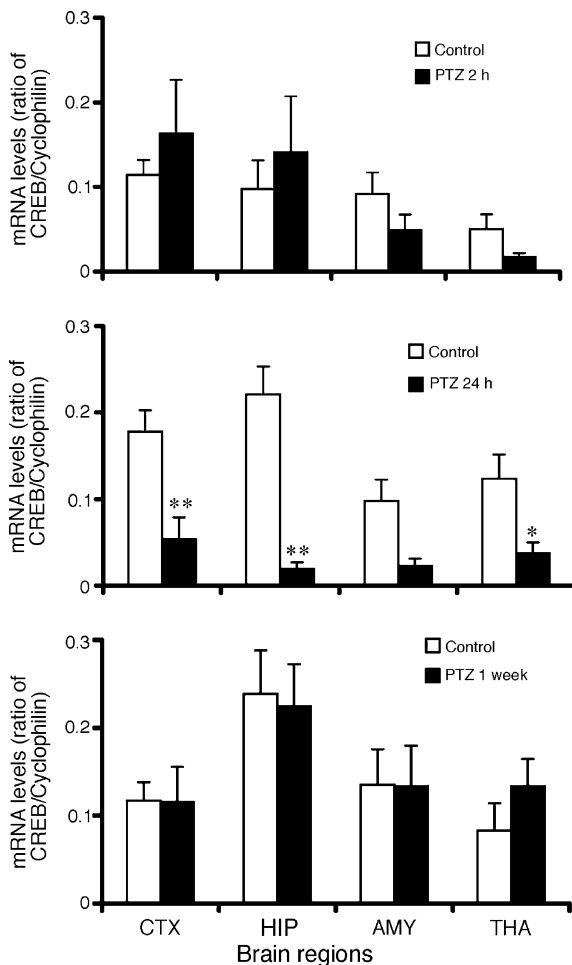 mRNA levels (ratio of
CREB/Cyclophilin)
0.3
0.2
0.1
0
Control
PTZ 2 h
mRNA levels (ratio of
CREB/Cyclophilin)
0.3
0.2
0.1
0
Control
PTZ 24 h
**
**
*
mRNA levels (ratio of
CREB/Cyclophilin)
0.3
0.2
0.1
0
Control
PTZ 1 week
CTX HIP AMY THA
Brain regions